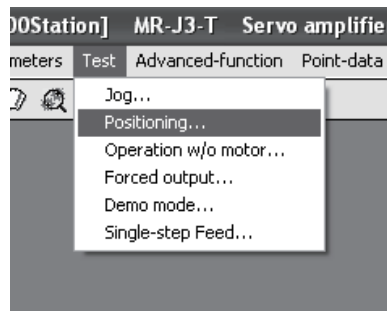 00Station] MR-J3-T Servo amplifie
meters Test Advanced-function Point-data
Jog...
Positioning...
Operation w/o motor...
Forced output...
Demo mode...
Single-step Feed...